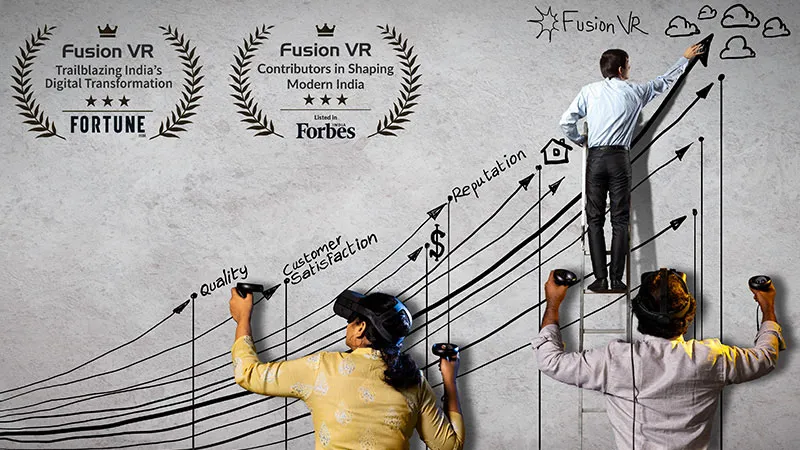 Fusion VR
Trailblazing India's
Digital Transformation
FORTUNE
Fusion VR
Contributors in Shaping
Modern India
Listed in
Forbes
INDIA
Fusion VR
Reputation
$
Customer
Satisfaction
Quality